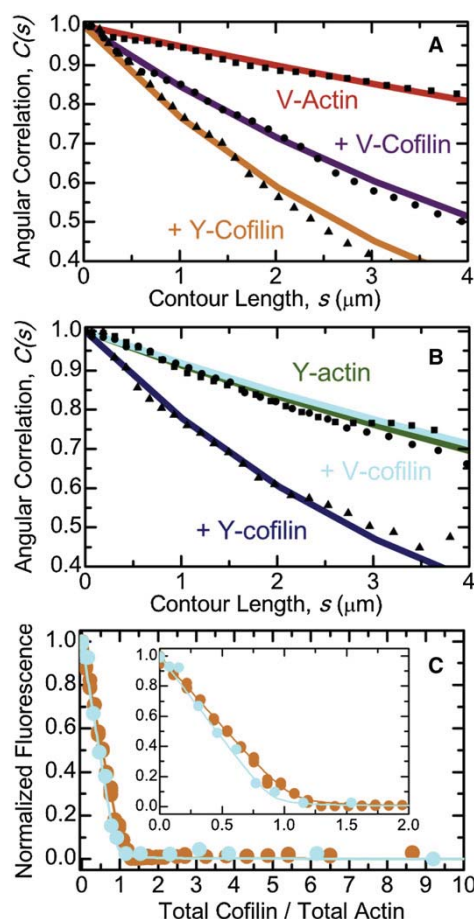 Angular Correlation, C(s)
1.0
0.9
0.8
0.7
0.6
0.5
0.4
A
V-Actin
+ V-Cofilin
+ Y-Cofilin
0 1 2 3 4
Contour Length, s (μm)
Angular Correlation, C(s)
1.0
0.9
0.8
0.7
0.6
0.5
0.4
B
Y-actin
+ V-cofilin
+ Y-cofilin
0 1 2 3 4
Contour Length, s (μm)
Normalized Fluorescence
1.0
0.8
0.6
0.4
0.2
0.0
C
1.0
0.8
0.6
0.4
0.2
0.0
0.0 0.5 1.0 1.5 2.0
0 1 2 3 4 5 6 7 8 9 10
Total Cofilin / Total Actin